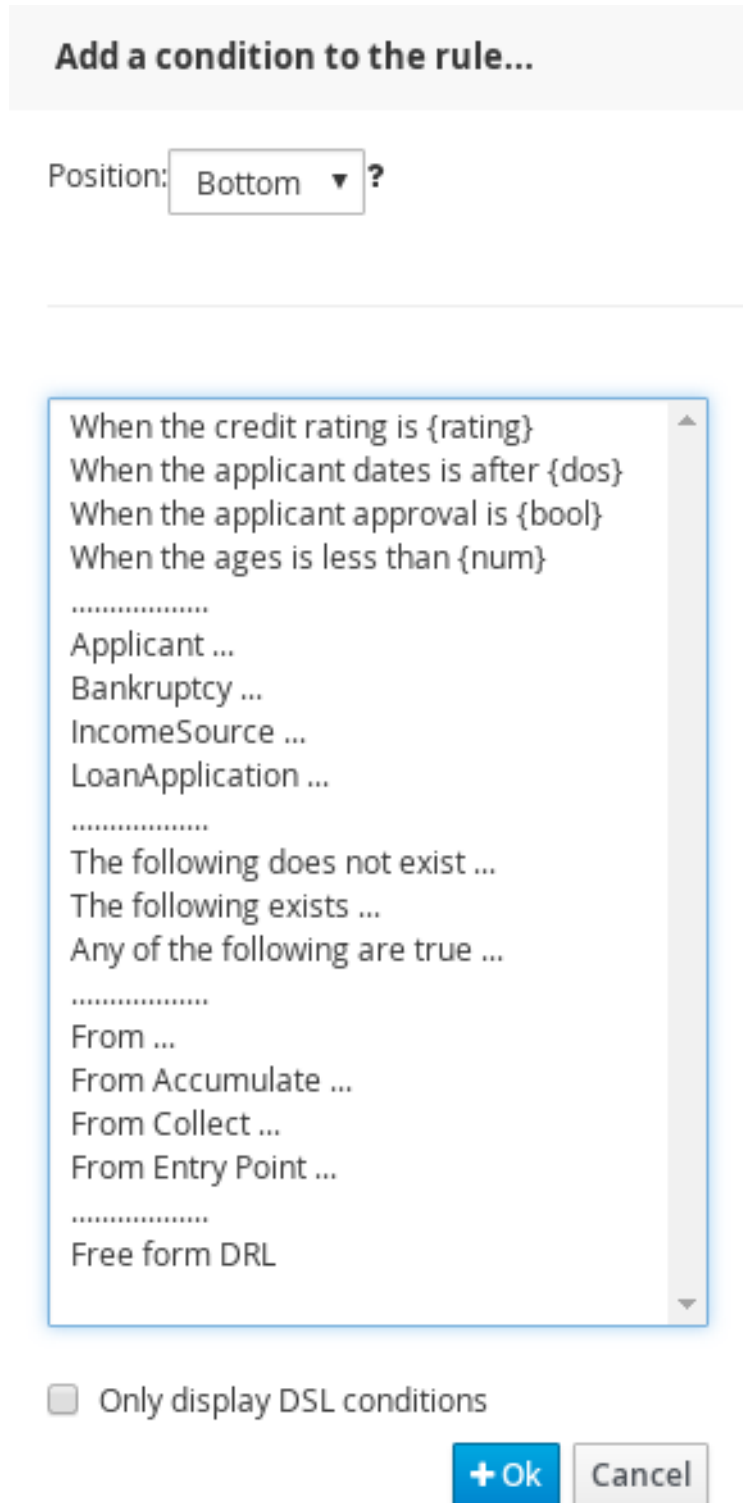 Add a condition to the rule...
Position: Bottom ▼ ?
When the credit rating is {rating}
When the applicant dates is after {dos}
When the applicant approval is {bool}
When the ages is less than {num}
..................
Applicant ...
Bankruptcy ...
IncomeSource ...
LoanApplication ...
..................
The following does not exist ...
The following exists ...
Any of the following are true ...
..................
From ...
From Accumulate ...
From Collect ...
From Entry Point ...
..................
Free form DRL
Only display DSL conditions
+ Ok Cancel